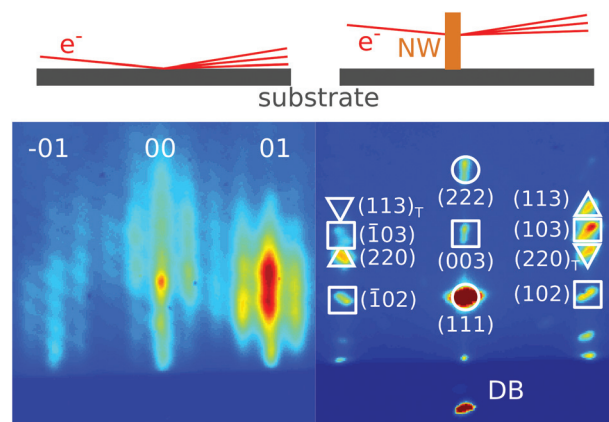 e-
e-
NW
substrate
-01 00 01
(113)T
(222)
(113)
(1̄03)
(103)
(220)
(003)
(220)T
(1̄02)
(102)
(111)
DB